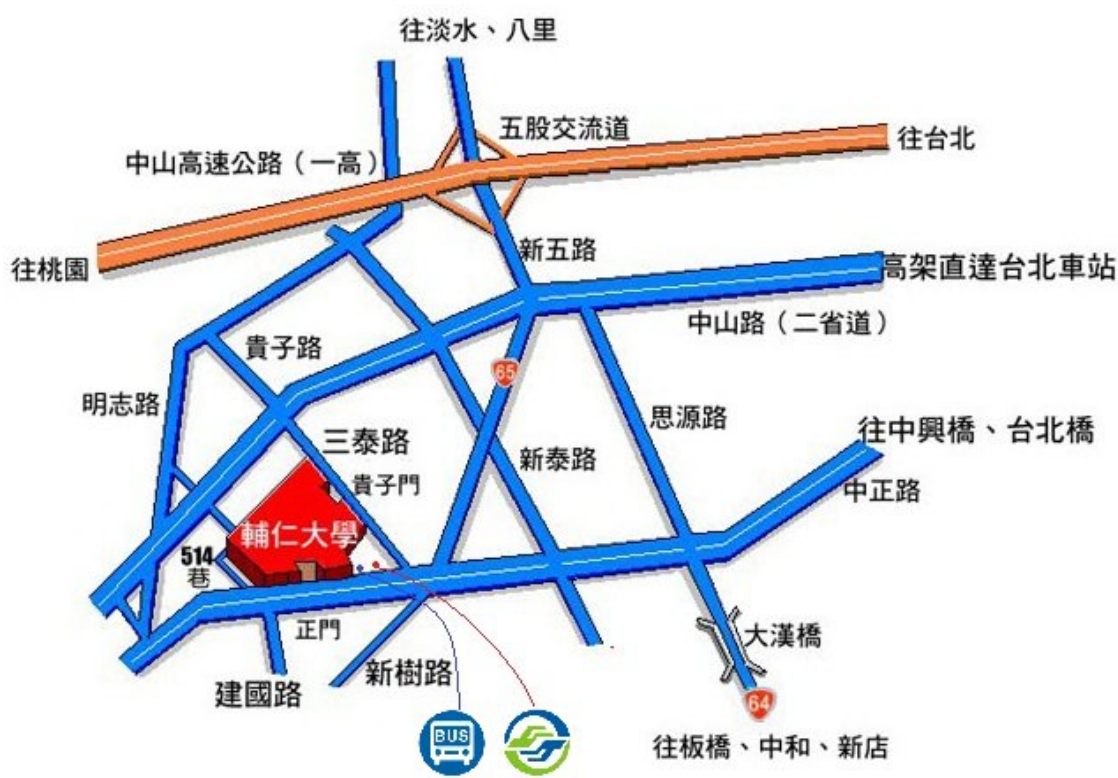 往淡水、八里
五股交流道
往台北
中山高速公路（一高）
往桃園
新五路
高架直達台北車站
中山路（二省道）
貴子路
65
明志路
思源路
三泰路
往中興橋、台北橋
新泰路
貴子門
中正路
輔仁大學
514
巷
正門
大漢橋
新樹路
建國路
64
BUS
往板橋、中和、新店